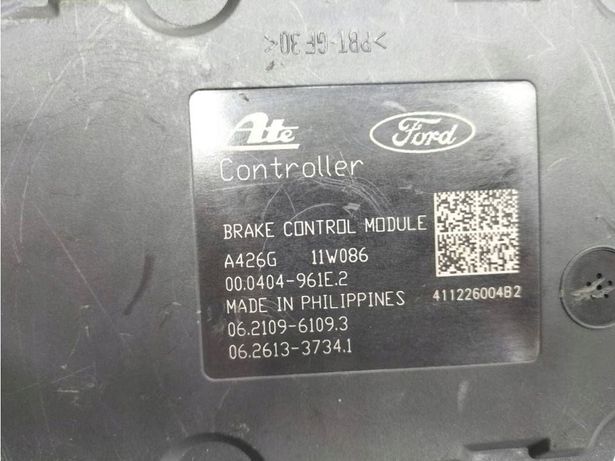 >PBT-GF30<
Ate
Ford
Controller
BRAKE CONTROL MODULE
A426G 11W086
00.0404-961E.2
MADE IN PHILIPPINES
411226004B2
06.2109-6109.3
06.2613-3734.1